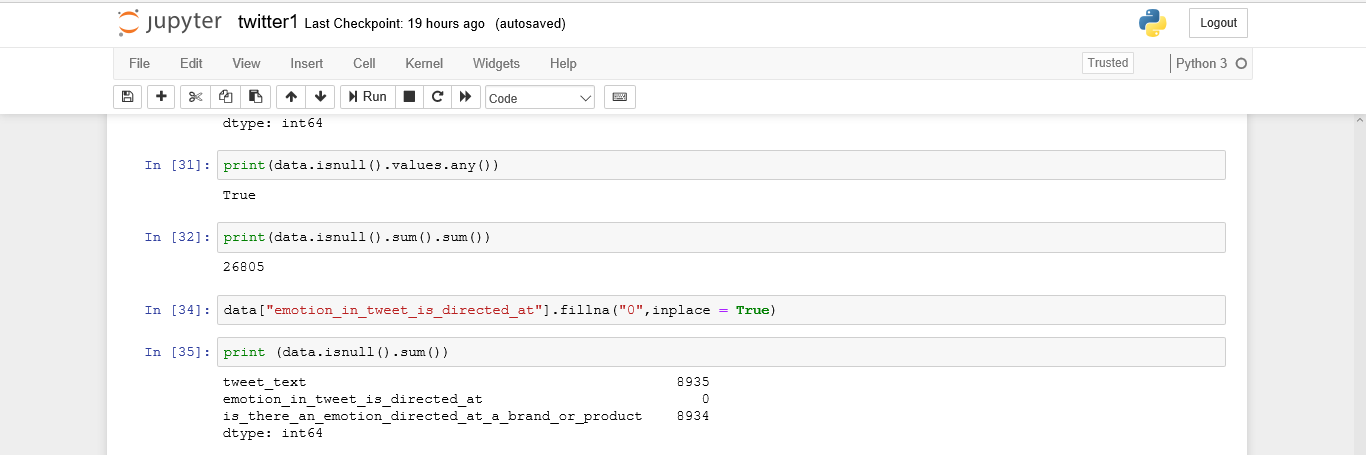 jupyter twitter1 Last Checkpoint: 19 hours ago (autosaved)
Logout
File Edit View Insert Cell Kernel Widgets Help
Trusted Python 3
Run Code
dtype: int64
In [31]: print(data.isnull().values.any())
True
In [32]: print(data.isnull().sum().sum())
26805
In [34]: data["emotion_in_tweet_is_directed_at"].fillna("0",inplace = True)
In [35]: print (data.isnull().sum())
tweet_text 8935
emotion_in_tweet_is_directed_at 0
is_there_an_emotion_directed_at_a_brand_or_product 8934
dtype: int64